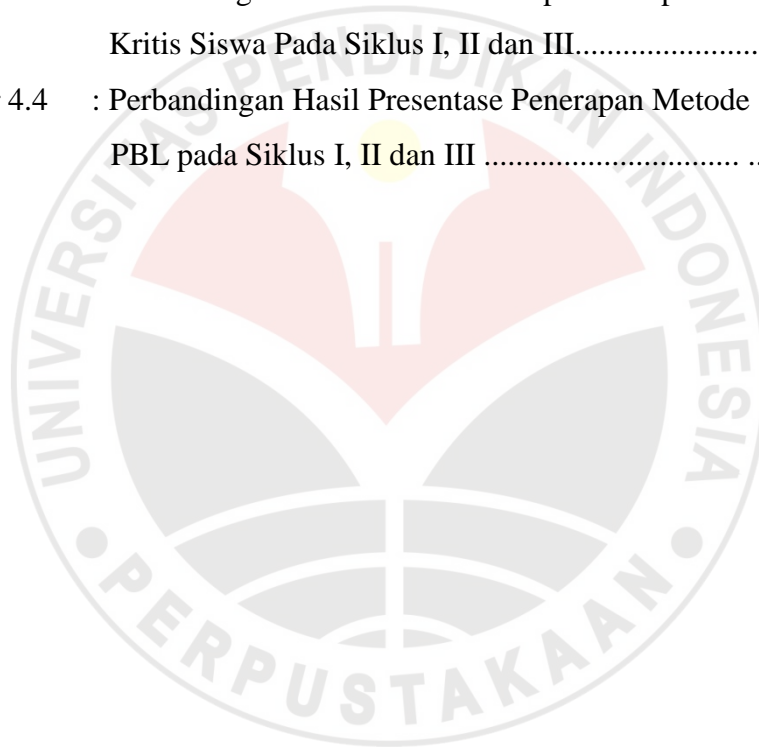 Kritis Siswa Pada Siklus I, II dan III.......................
4.4 : Perbandingan Hasil Presentase Penerapan Metode
PBL pada Siklus I, II dan III ................................ ..
UNIVERSITAS PENDIDIKAN INDONESIA
PERPUSTAKAAN